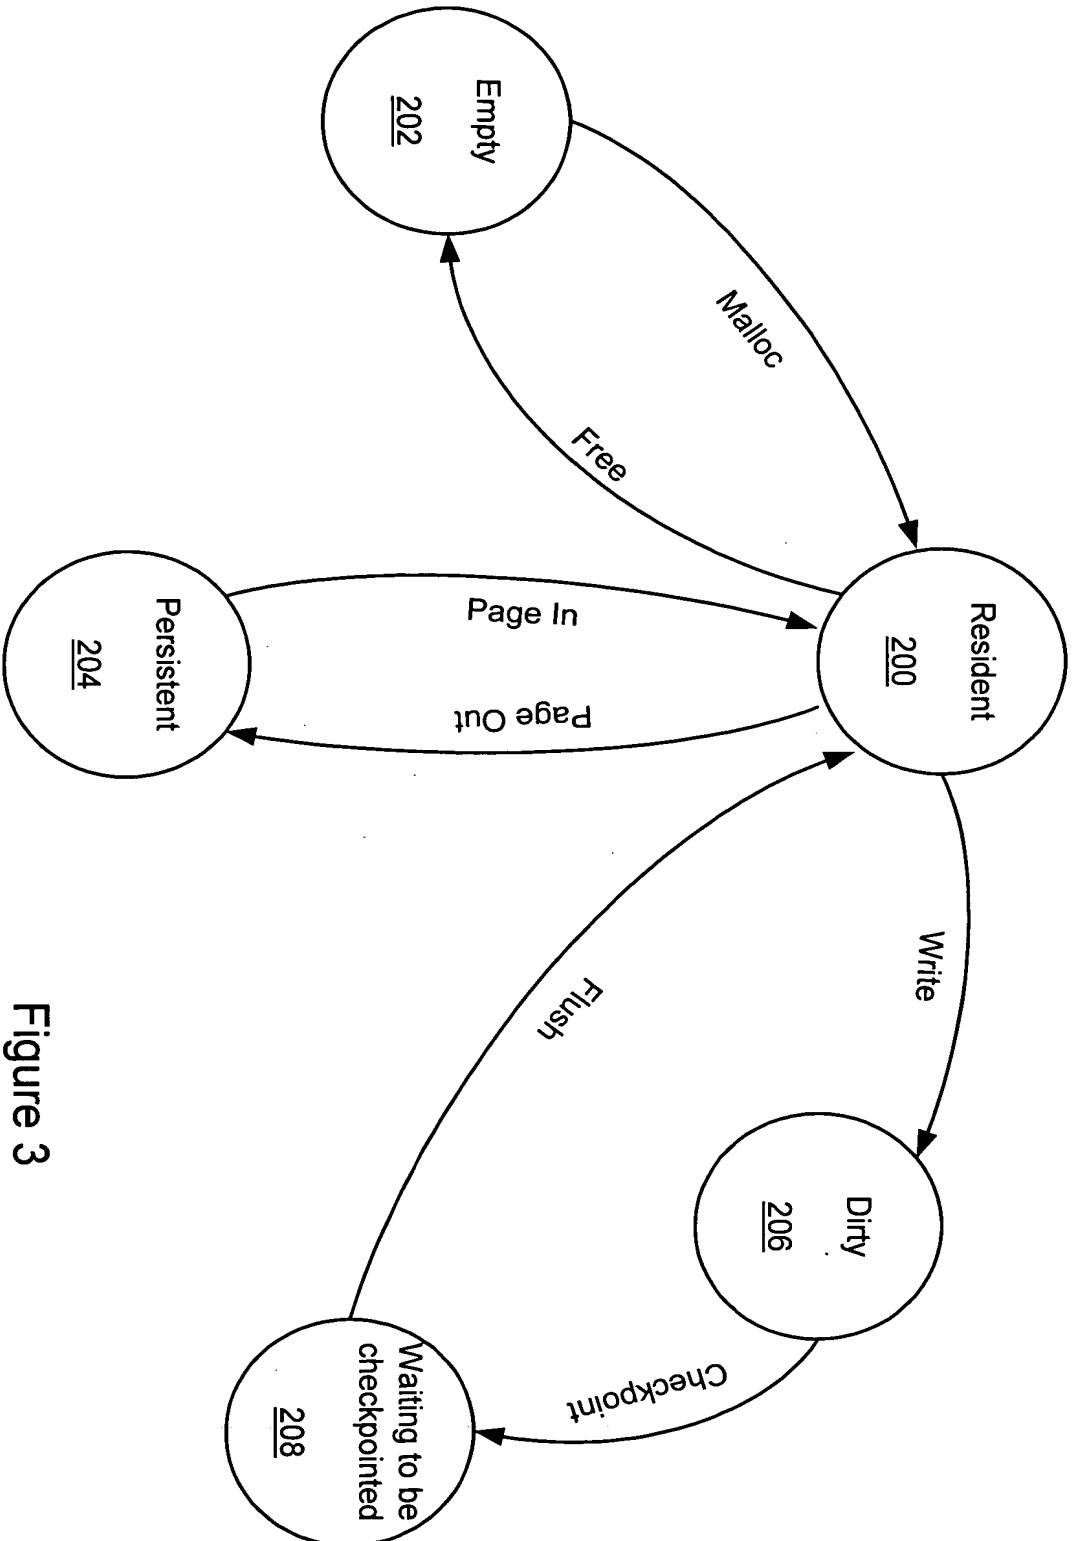 Resident
200
Malloc
Write
Empty
202
Free
Page In
Page Out
Flush
Dirty
206
Checkpoint
Persistent
204
Waiting to be
checkpointed
208
Figure 3